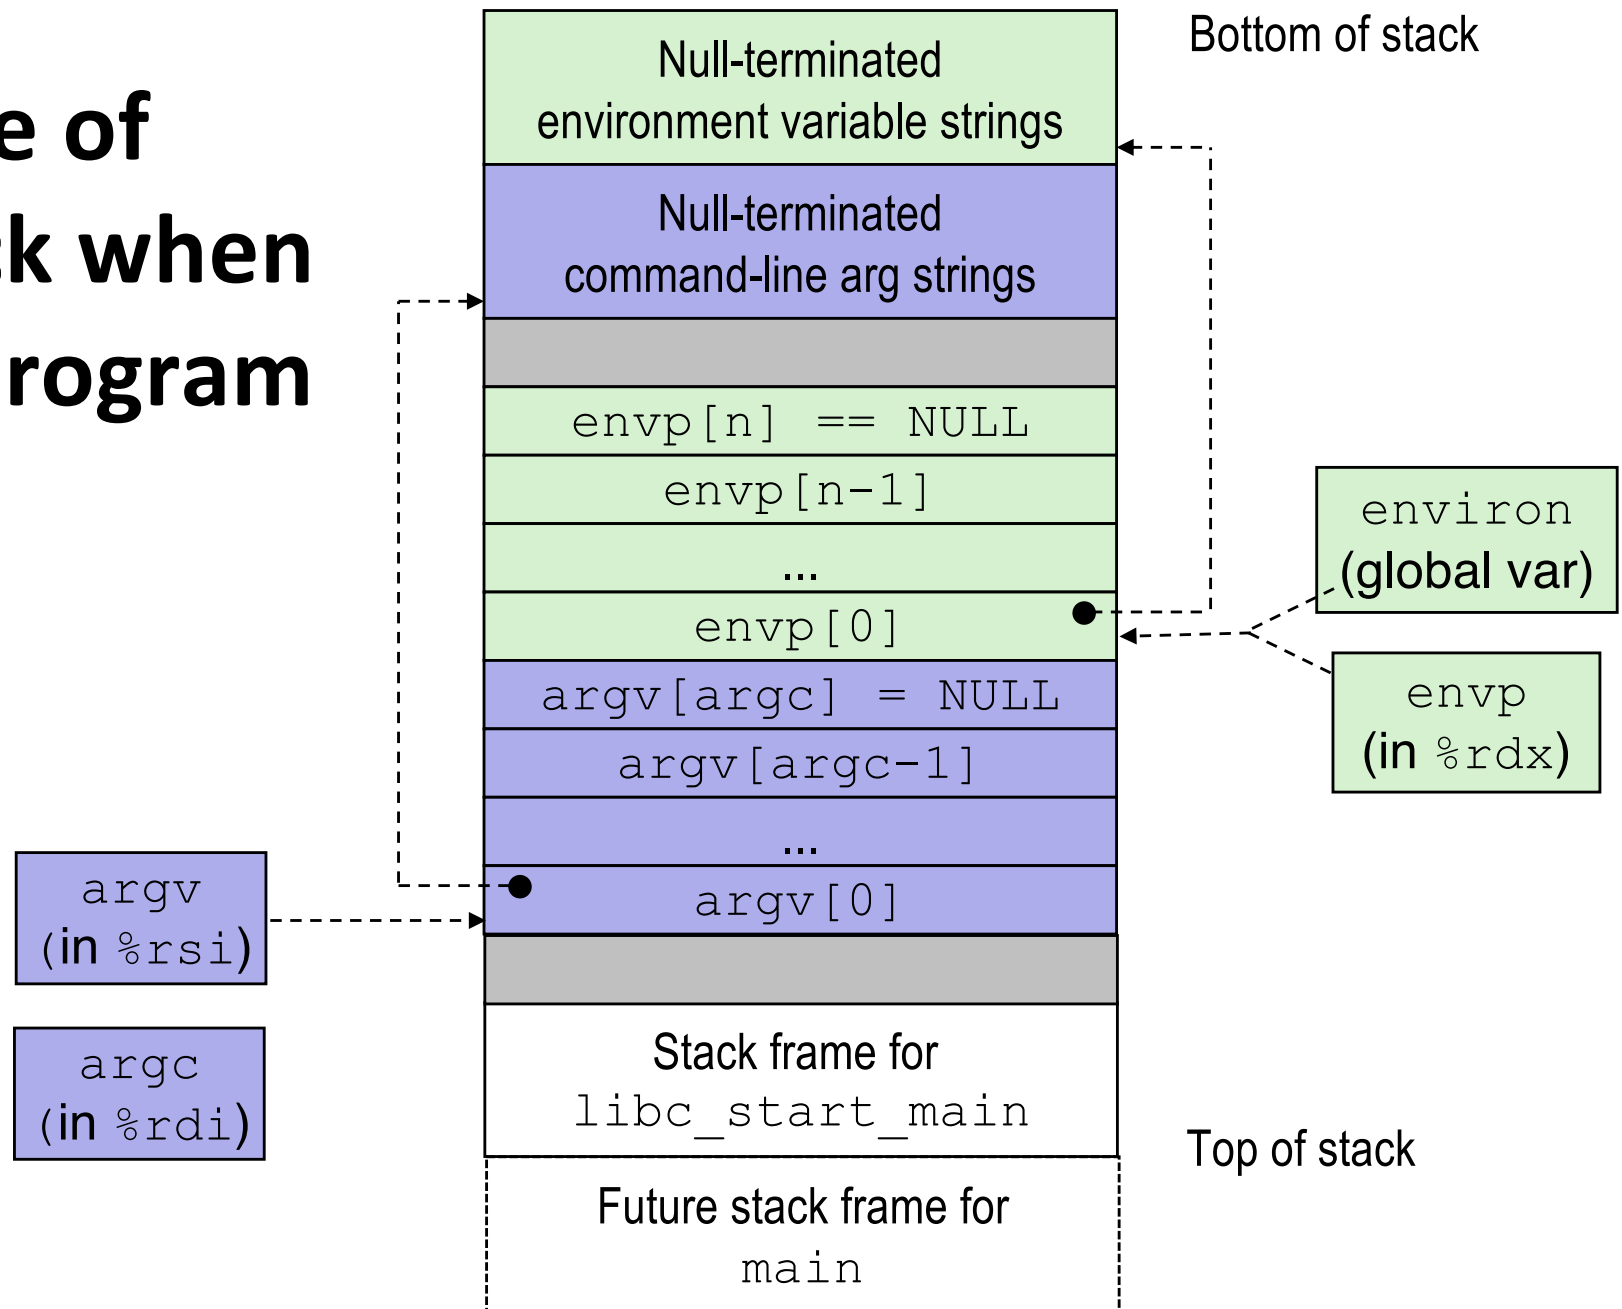 e of
ck when
rogram
Bottom of stack
Null-terminated
environment variable strings
Null-terminated
command-line arg strings
envp[n] == NULL
envp[n-1]
...
envp[0]
environ
(global var)
envp
(in %rdx)
argv[argc] = NULL
argv[argc-1]
...
argv[0]
argv
(in %rsi)
argc
(in %rdi)
Stack frame for
libc_start_main
Top of stack
Future stack frame for
main